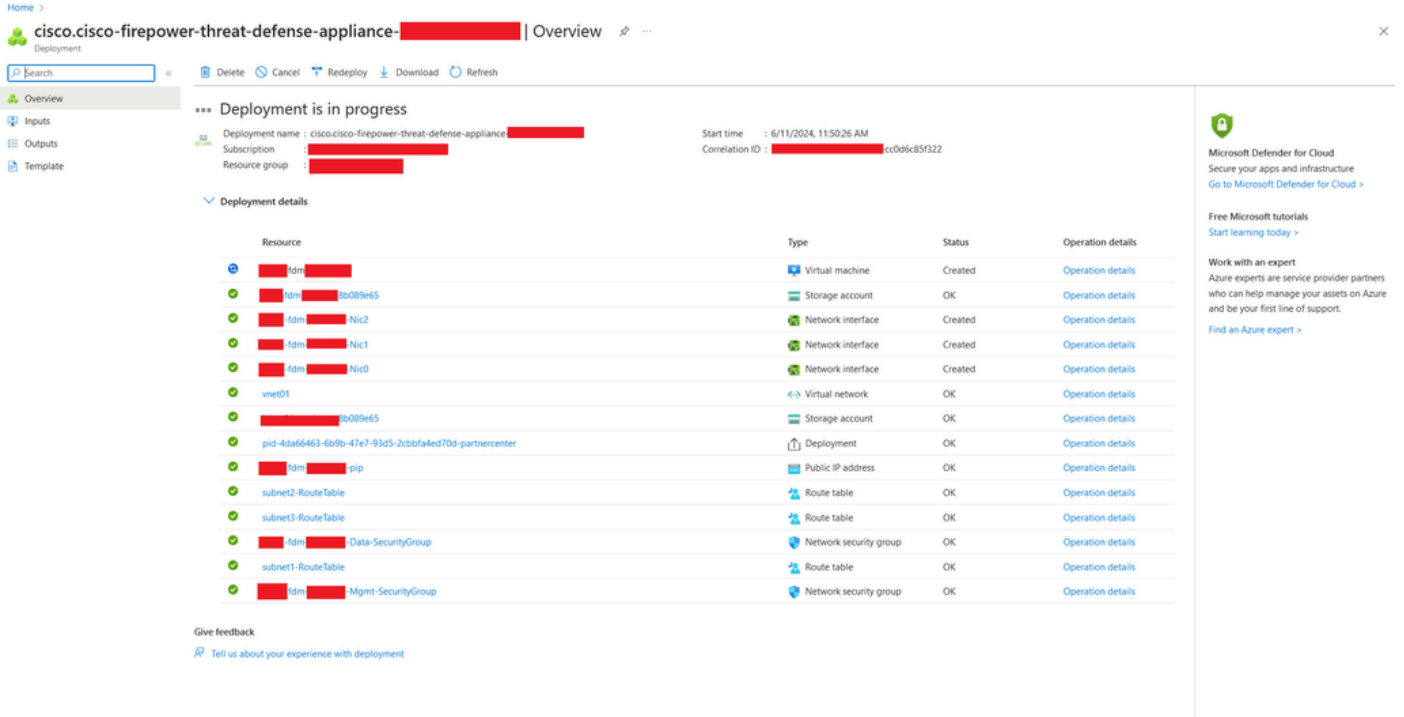 Home >
cisco.cisco-firepower-threat-defense-appliance- | Overview ...
Deployment
Search
Overview
Inputs
Outputs
Template
Delete Cancel Redeploy Download Refresh
Deployment is in progress
Deployment name : cisco.cisco-firepower-threat-defense-appliance- Start time : 6/11/2024, 11:50:26 AM
Subscription : Correlation ID : -cc0d6c85f322
Resource group :
Deployment details
Resource Type Status Operation details
fdm Virtual machine Created Operation details
-fdm 8b089e65 Storage account OK Operation details
-fdm- -Nic2 Network interface Created Operation details
-fdm- -Nic1 Network interface Created Operation details
-fdm- Nic0 Network interface Created Operation details
vnet01 Virtual network OK Operation details
8b089e65 Storage account OK Operation details
pid-4da66463-6b9b-47e7-93d5-2cbbfa4ed70d-partnercenter Deployment OK Operation details
fdm- -pip Public IP address OK Operation details
subnet2-RouteTable Route table OK Operation details
subnet3-RouteTable Route table OK Operation details
-fdm- -Data-SecurityGroup Network security group OK Operation details
subnet1-RouteTable Route table OK Operation details
fdm- -Mgmt-SecurityGroup Network security group OK Operation details
Give feedback
Tell us about your experience with deployment
Microsoft Defender for Cloud
Secure your apps and infrastructure
Go to Microsoft Defender for Cloud >
Free Microsoft tutorials
Start learning today >
Work with an expert
Azure experts are service provider partners
who can help manage your assets on Azure
and be your first line of support.
Find an Azure expert >